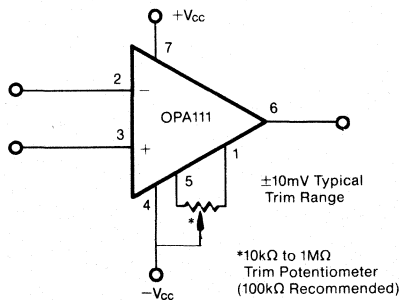 +Vcc
7
2
−
OPA111
6
3
+
1
5
4
*
−Vcc
±10mV Typical
Trim Range
*10kΩ to 1MΩ
Trim Potentiometer
(100kΩ Recommended)